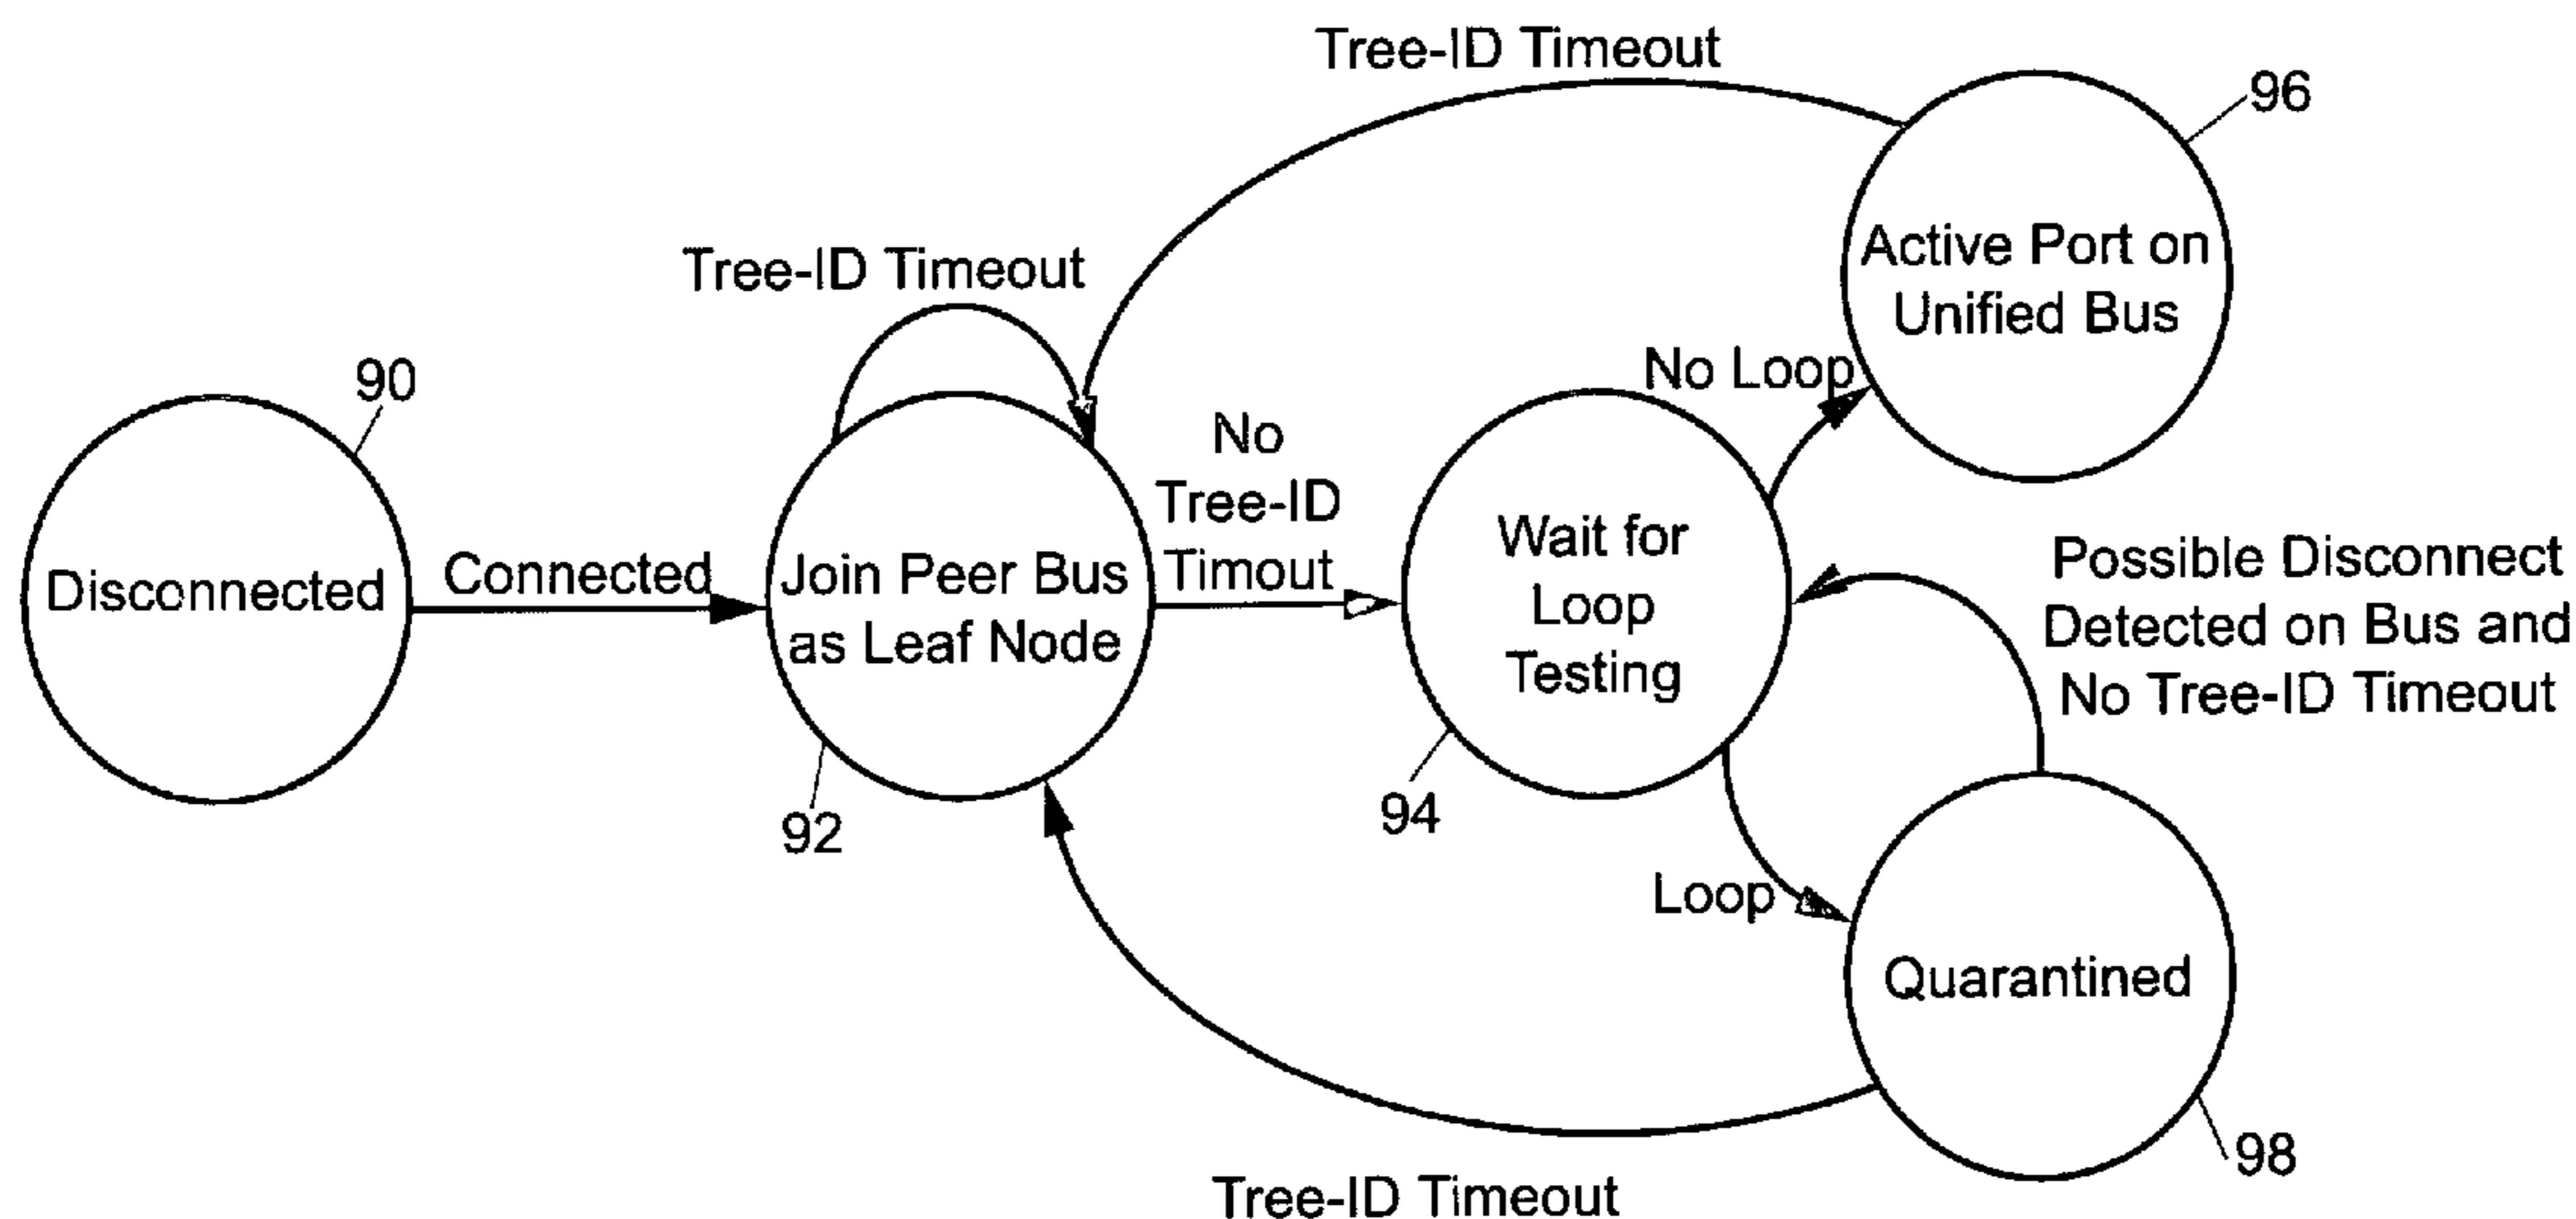 Tree-ID Timeout
96
Tree-ID Timeout
Active Port on
Unified Bus
90
No Loop
No
Tree-ID
Timout
Connected
Disconnected
Join Peer Bus
as Leaf Node
Wait for
Loop
Testing
Possible Disconnect
Detected on Bus and
No Tree-ID Timeout
92
94
Loop
Quarantined
98
Tree-ID Timeout